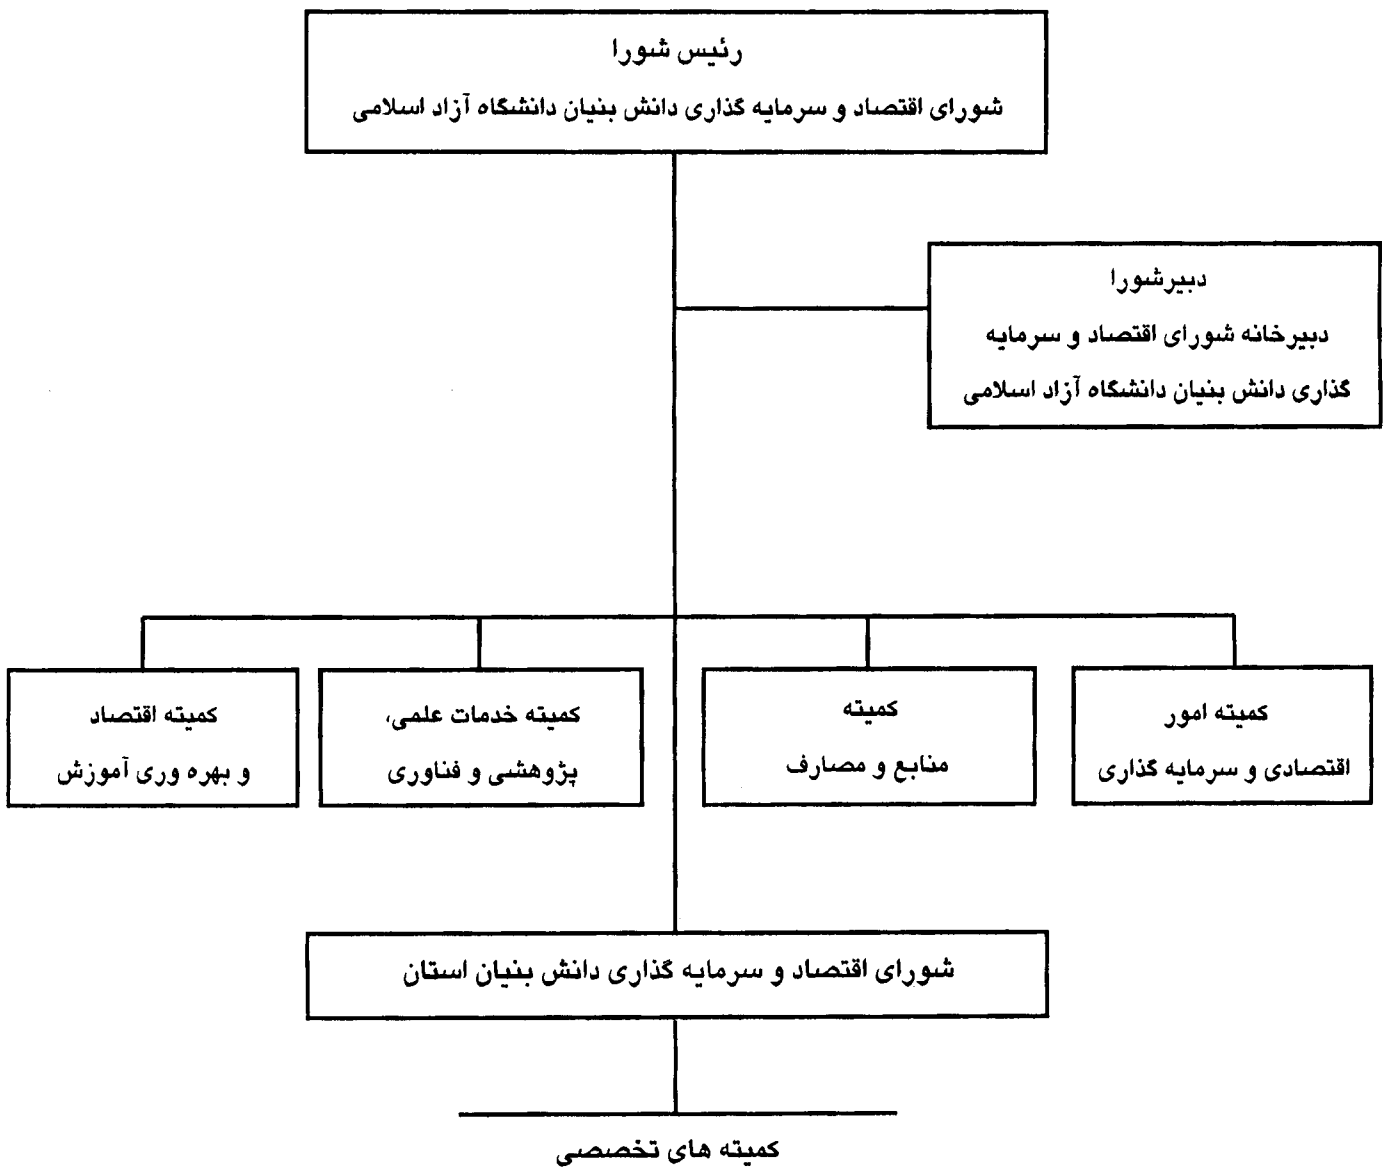 رئیس شورا
شورای اقتصاد و سرمایه گذاری دانش بنیان دانشگاه آزاد اسلامی
دبیرشورا
دبیرخانه شورای اقتصاد و سرمایه
گذاری دانش بنیان دانشگاه آزاد اسلامی
کمیته امور
اقتصادی و سرمایه گذاری
کمیته
منابع و مصارف
کمیته خدمات علمی،
پژوهشی و فناوری
کمیته اقتصاد
و بهره وری آموزش
شورای اقتصاد و سرمایه گذاری دانش بنیان استان
کمیته های تخصصی